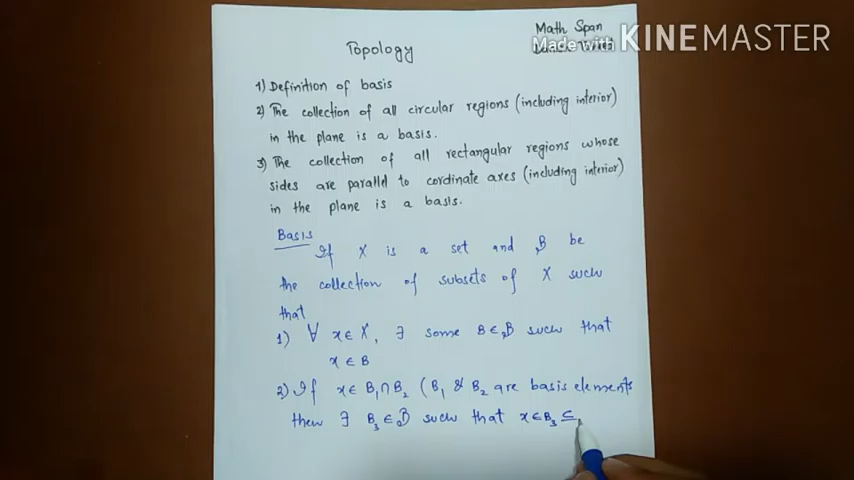 Math Span
Made with KINEMASTER
Topology
1) Definition of basis
2) The collection of all circular regions (including interior)
in the plane is a basis.
3) The collection of all rectangular regions whose
sides are parallel to cordinate axes (including interior)
in the plane is a basis.
Basis
If X is a set and ℬ be
the collection of subsets of X such
that
1) ∀ x ∈ X, ∃ some B ∈ ℬ such that
x ∈ B
2) If x ∈ B₁ ∩ B₂ (B₁ & B₂ are basis elements
then ∃ B₃ ∈ ℬ such that x ∈ B₃ ⊆